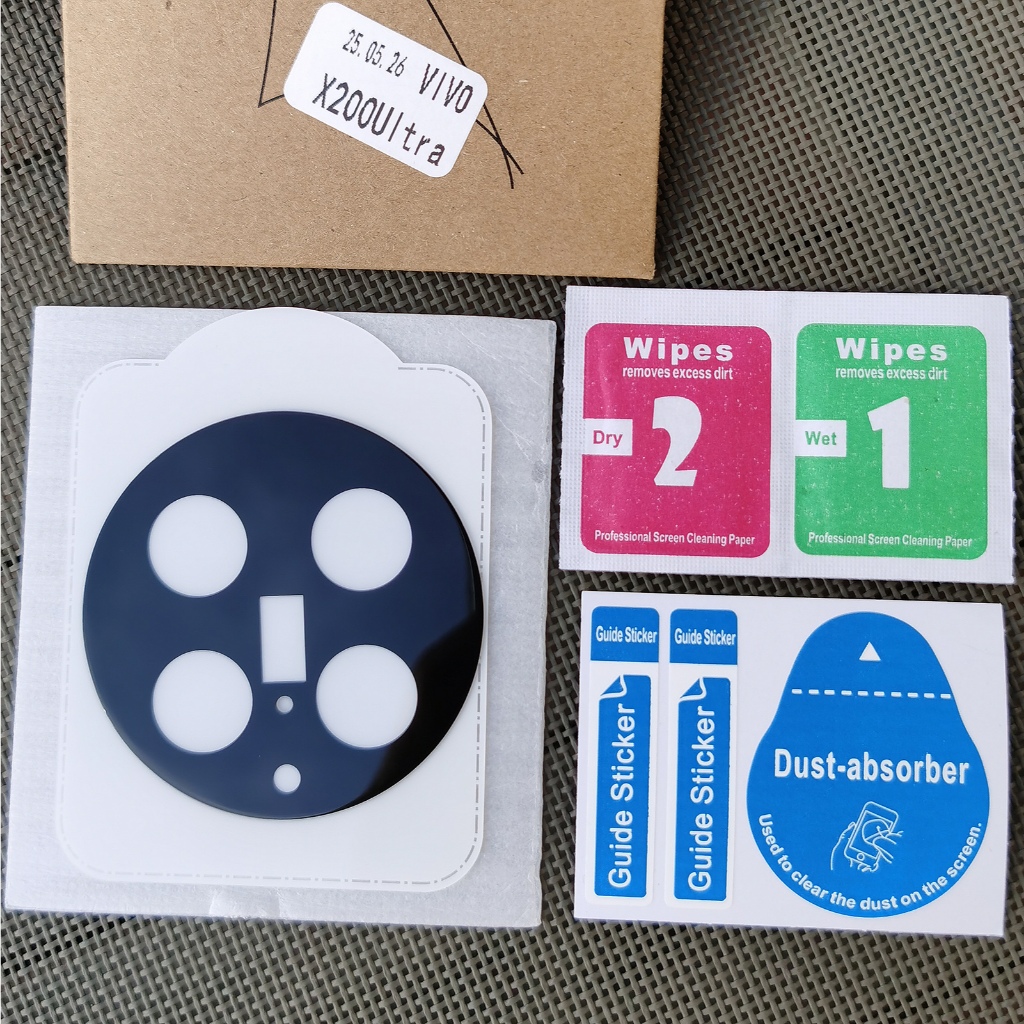 25.05.26 VIVO
X200Ultra
Wipes
removes excess dirt
Dry
2
Professional Screen Cleaning Paper
Wipes
removes excess dirt
Wet
1
Professional Screen Cleaning Paper
Guide Sticker
Guide Sticker
Guide Sticker
Guide Sticker
Dust-absorber
Used to clear the dust on the screen.